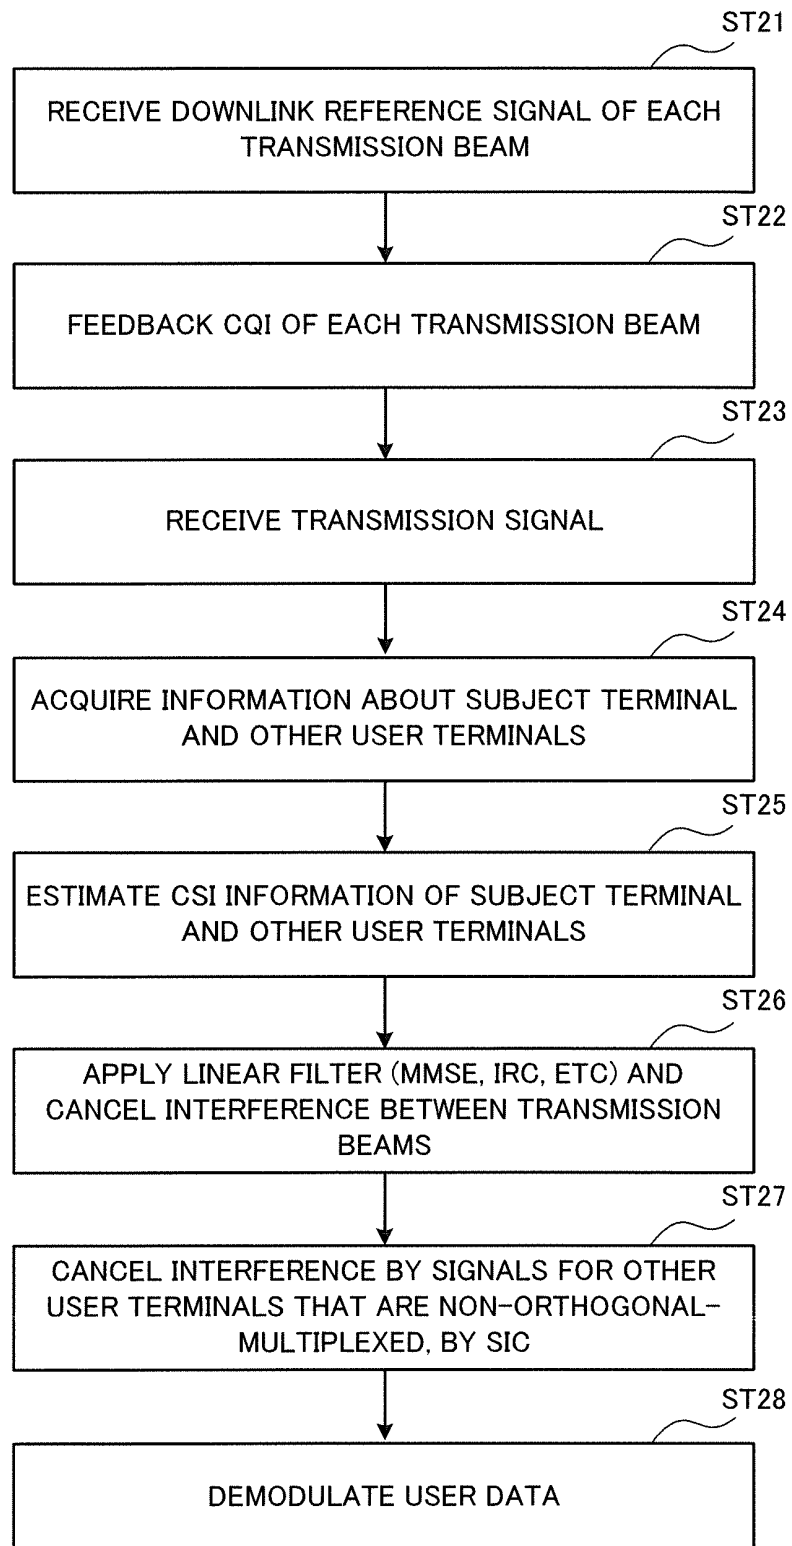 ST21
RECEIVE DOWNLINK REFERENCE SIGNAL OF EACH
TRANSMISSION BEAM
ST22
FEEDBACK CQI OF EACH TRANSMISSION BEAM
ST23
RECEIVE TRANSMISSION SIGNAL
ST24
ACQUIRE INFORMATION ABOUT SUBJECT TERMINAL
AND OTHER USER TERMINALS
ST25
ESTIMATE CSI INFORMATION OF SUBJECT TERMINAL
AND OTHER USER TERMINALS
ST26
APPLY LINEAR FILTER (MMSE, IRC, ETC) AND
CANCEL INTERFERENCE BETWEEN TRANSMISSION
BEAMS
ST27
CANCEL INTERFERENCE BY SIGNALS FOR OTHER
USER TERMINALS THAT ARE NON-ORTHOGONAL-
MULTIPLEXED, BY SIC
ST28
DEMODULATE USER DATA